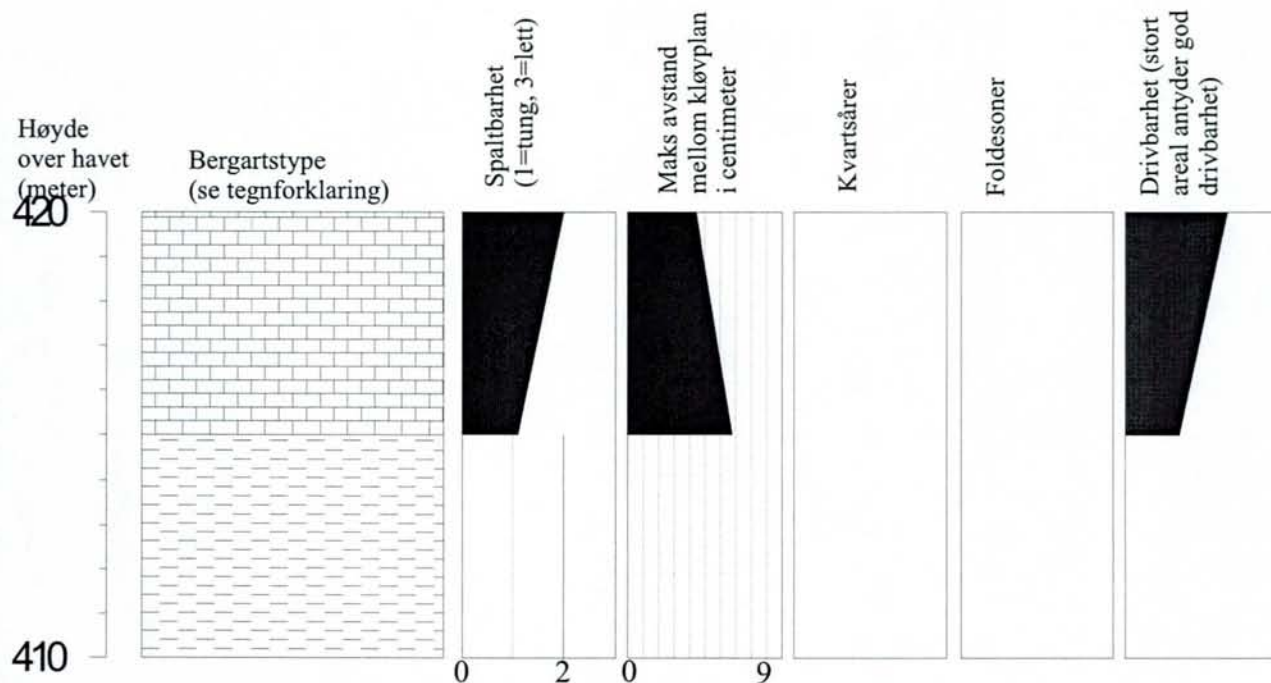 Høyde
over havet
(meter)
Bergartstype
(se tegnforklaring)
Spaltbarhet
(1=tung, 3=lett)
Maks avstand
mellom kløvplan
i centimeter
Kvartsårer
Foldesoner
Drivbarhet (stort
areal antyder god
drivbarhet)
420
410
0
2
0
9